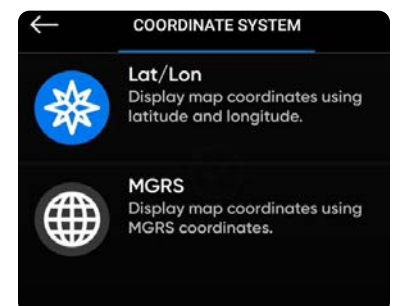 COORDINATE SYSTEM
Lat/Lon
Display map coordinates using
latitude and longitude.
MGRS
Display map coordinates using
MGRS coordinates.